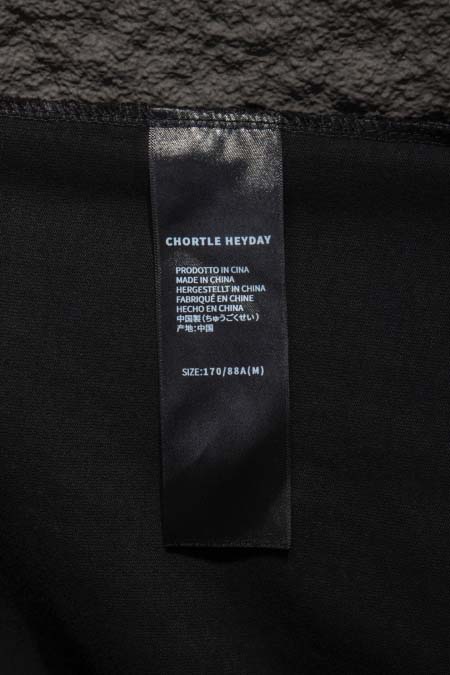 CHORTLE HEYDAY
PRODOTTO IN CINA
MADE IN CHINA
HERGESTELLT IN CHINA
FABRIQUÉ EN CHINE
HECHO EN CHINA
中国製(ちゅうごくせい)
产地:中国
SIZE:170/88A(M)